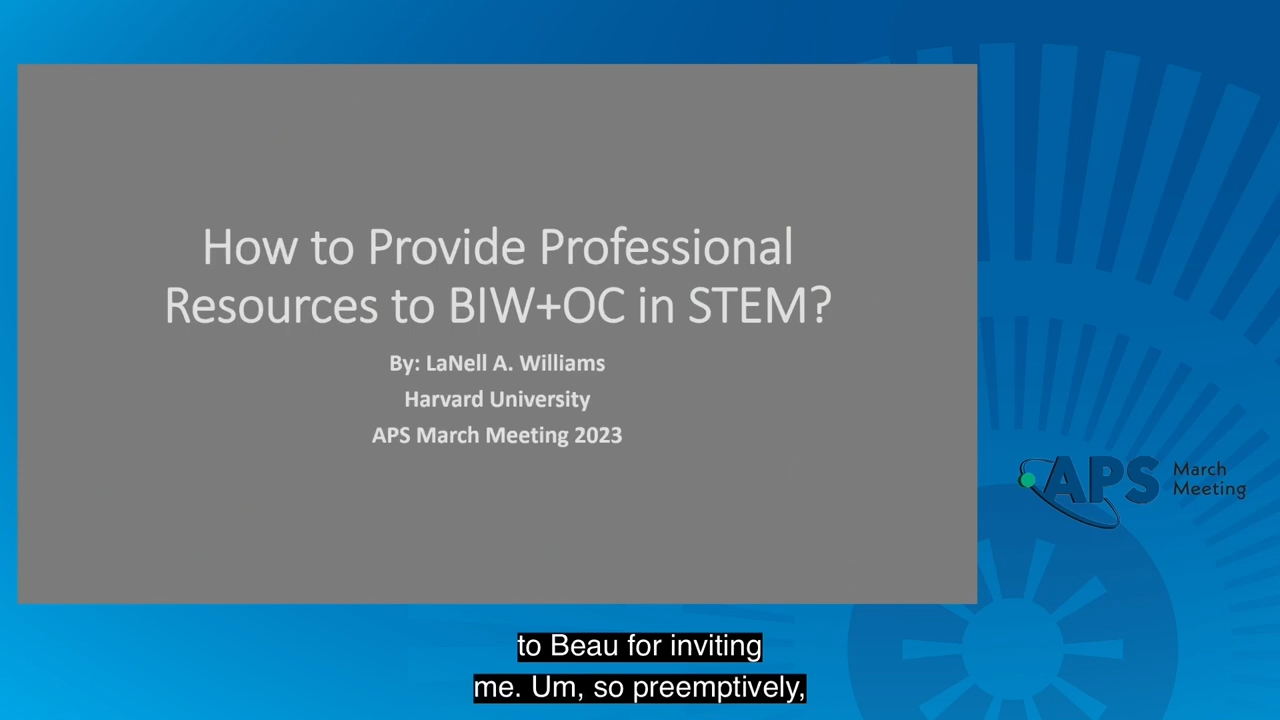 How to Provide Professional
Resources to BIW+OC in STEM?
By: LaNell A. Williams
Harvard University
APS March Meeting 2023
APS March
Meeting
to Beau for inviting
me. Um, so preemptively,